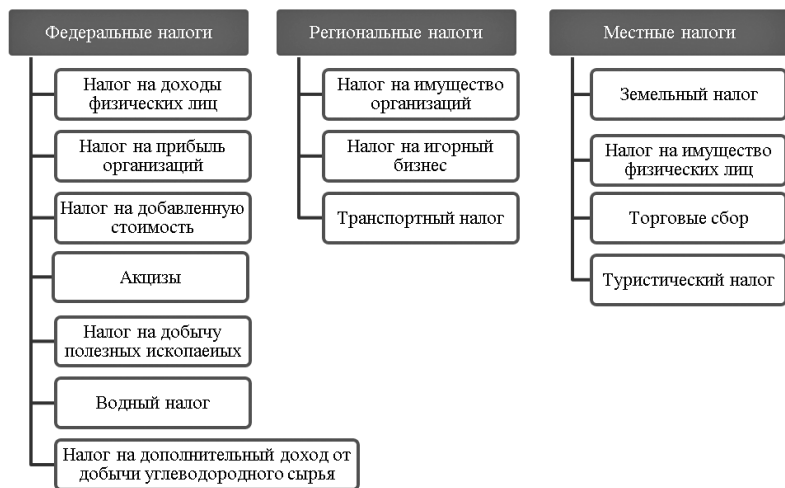 Федеральные налоги
Налог на доходы
физических лиц
Налог на прибыль
организаций
Налог на добавленную
стоимость
Акцизы
Налог на добычу
полезных ископаеиых
Водный налог
Налог на дополнительный доход от
добычи углеводородного сырья
Региональные налоги
Налог на имущество
организаций
Налог на игорный
бизнес
Транспортный налог
Местные налоги
Земельный налог
Налог на имущество
физических лиц
Торговые сбор
Туристический налог